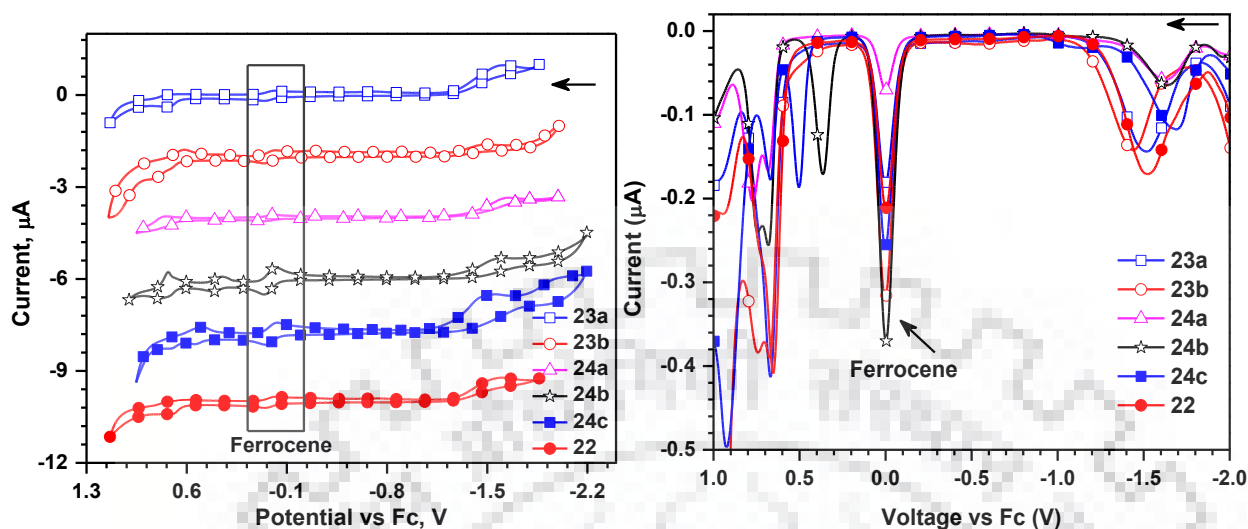 0
-3
-6
-9
-12
1.3
0.6
-0.1
-0.8
-1.5
-2.2
Current, μA
Potential vs Fc, V
Ferrocene
23a
23b
24a
24b
24c
22
0.0
-0.1
-0.2
-0.3
-0.4
-0.5
1.0
0.5
0.0
-0.5
-1.0
-1.5
-2.0
Current (μA)
Voltage vs Fc (V)
Ferrocene
23a
23b
24a
24b
24c
22